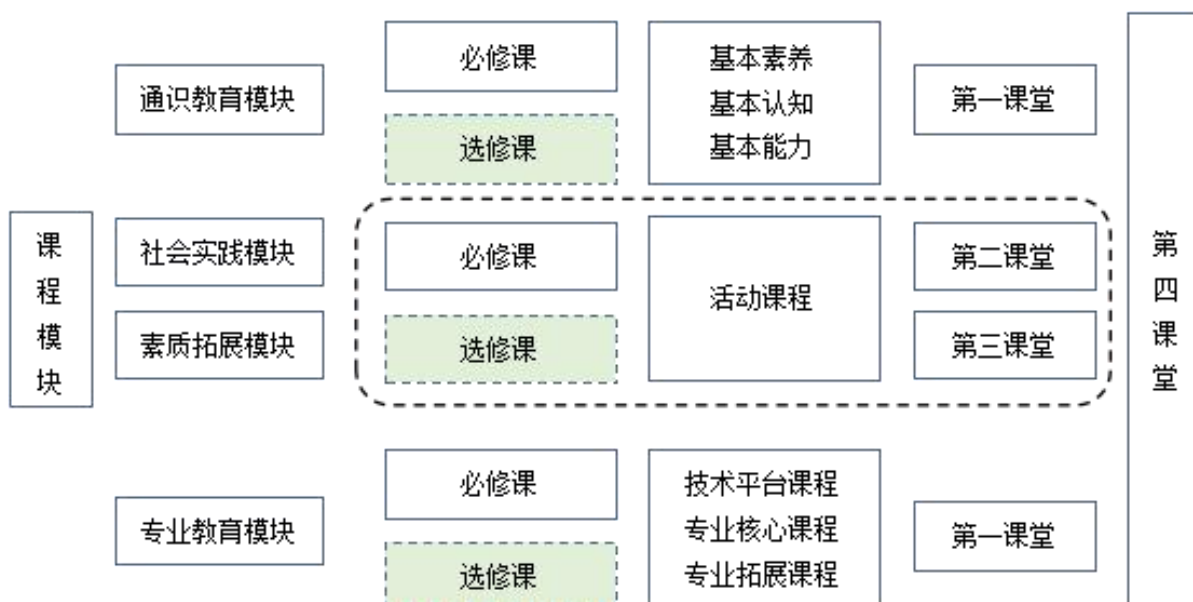 必修课
基本素养
通识教育模块
基本认知
第一课堂
选修课
基本能力
课程模块
社会实践模块
必修课
活动课程
第二课堂
素质拓展模块
选修课
第三课堂
第四课堂
必修课
技术平台课程
专业教育模块
专业核心课程
第一课堂
选修课
专业拓展课程